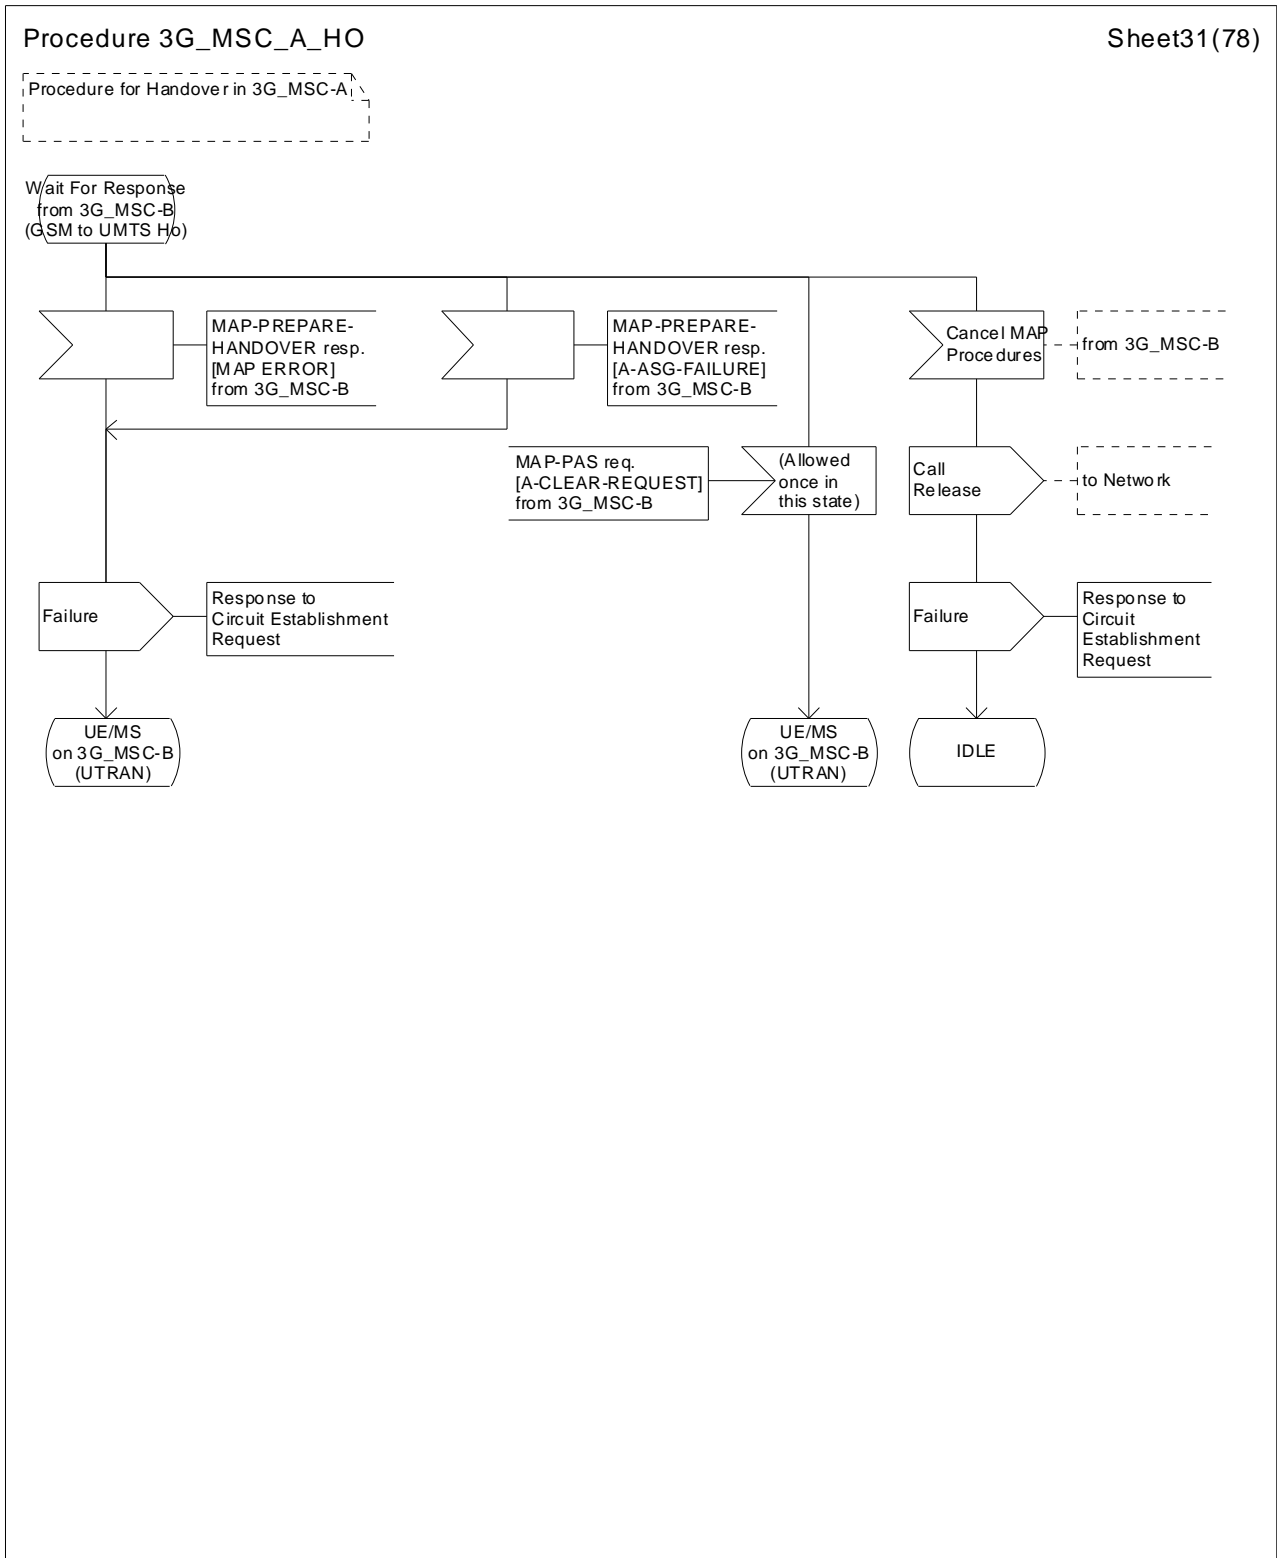 Procedure 3G_MSC_A_HO
Sheet31(78)
Procedure for Handover in 3G_MSC-A
Wait For Response
from 3G_MSC-B
(GSM to UMTS Ho)
MAP-PREPARE-
HANDOVER resp.
[MAP ERROR]
from 3G_MSC-B
MAP-PREPARE-
HANDOVER resp.
[A-ASG-FAILURE]
from 3G_MSC-B
Cancel MAP
Procedures
from 3G_MSC-B
MAP-PAS req.
[A-CLEAR-REQUEST]
from 3G_MSC-B
(Allowed
once in
this state)
Call
Release
to Network
Failure
Response to
Circuit Establishment
Request
Failure
Response to
Circuit
Establishment
Request
UE/MS
on 3G_MSC-B
(UTRAN)
UE/MS
on 3G_MSC-B
(UTRAN)
IDLE